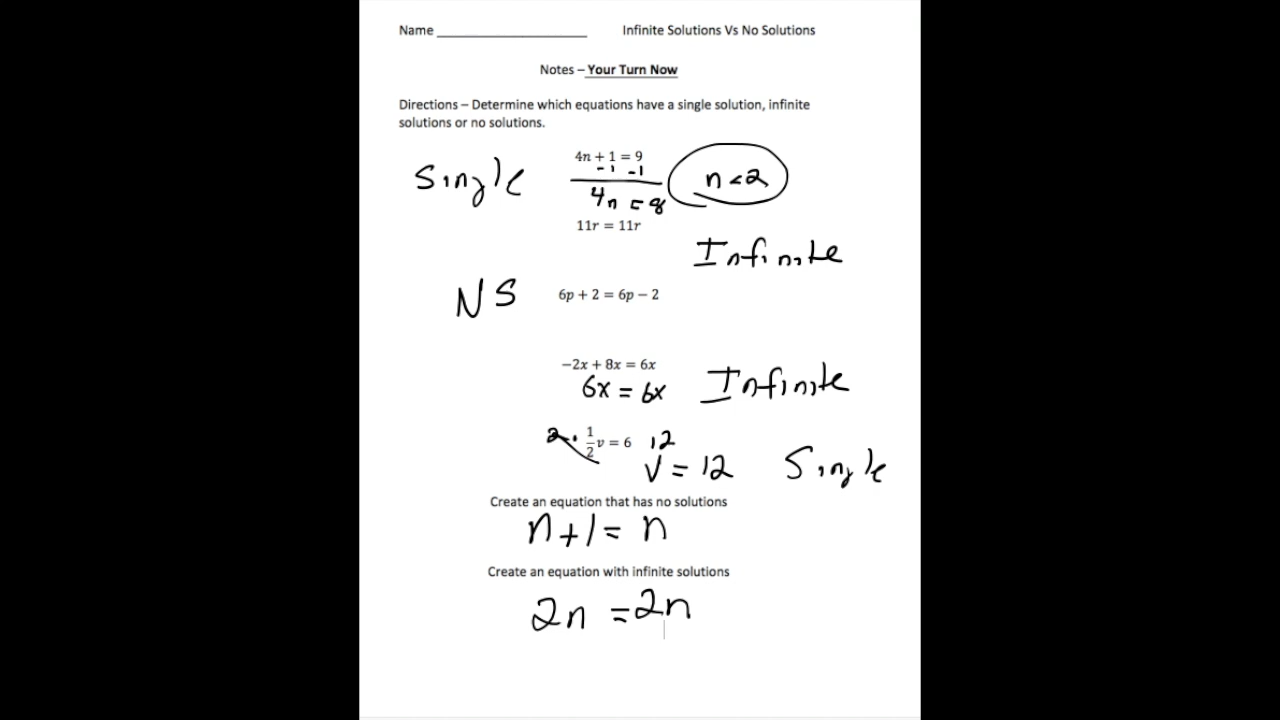 Name ________________ Infinite Solutions Vs No Solutions
Notes – Your Turn Now
Directions – Determine which equations have a single solution, infinite
solutions or no solutions.
4n + 1 = 9
-1 -1
Single 4n = 8 n = 2
11r = 11r
Infinite
NS 6p + 2 = 6p − 2
−2x + 8x = 6x
6x = 6x Infinite
2 · 1/2 v = 6 12
v = 12 Single
Create an equation that has no solutions
n + 1 = n
Create an equation with infinite solutions
2n = 2n